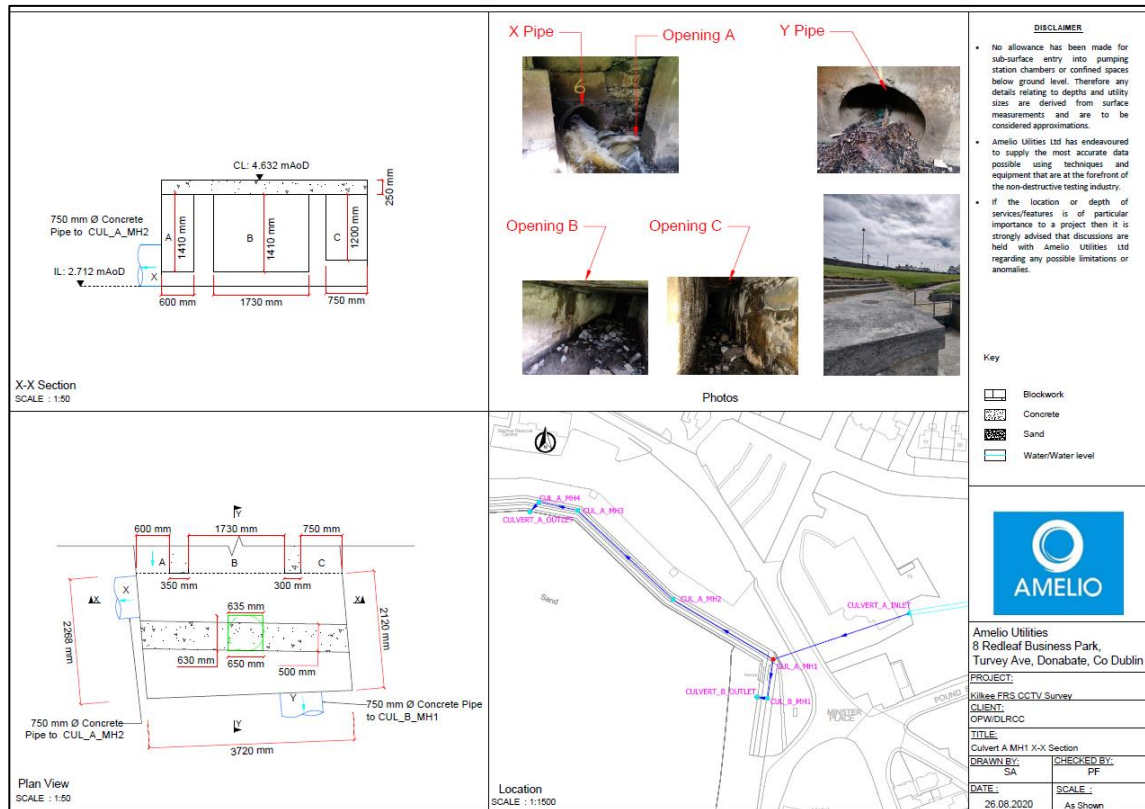 CL: 4.632 mAoD
250 mm
750 mm Ø Concrete
Pipe to CUL_A_MH2
A
1410 mm
B
1410 mm
C
1200 mm
X
IL: 2.712 mAoD
600 mm
1730 mm
750 mm
X-X Section
SCALE : 1:50
X Pipe
Opening A
Y Pipe
6
Opening B
Opening C
Photos
DISCLAIMER
• No allowance has been made for
sub-surface entry into pumping
station chambers or confined spaces
below ground level. Therefore any
details relating to depths and utility
sizes are derived from surface
measurements and are to be
considered approximations.
• Amelio Uilities Ltd has endeavoured
to supply the most accurate data
possible using techniques and
equipment that are at the forefront of
the non-destructive testing industry.
• If the location or depth of
services/features is of particular
importance to a project then it is
strongly advised that discussions are
held with Amelio Utilities Ltd
regarding any possible limitations or
anomalies.
Key
Blockwork
Concrete
Sand
Water/Water level
Y
600 mm
1730 mm
750 mm
A
B
C
350 mm
300 mm
X
X
X
635 mm
2268 mm
2120 mm
630 mm
650 mm
500 mm
Y
750 mm Ø Concrete
Pipe to CUL_A_MH2
750 mm Ø Concrete Pipe
to CUL_B_MH1
Y
3720 mm
Plan View
SCALE : 1:50
CUL_A_MH4
CUL_A_MH3
CULVERT_A_OUTLET
Sand
CUL_A_MH2
CULVERT_A_INLET
CUL_A_MH1
CULVERT_B_OUTLET
CUL_B_MH1
MINSTER
PLACE
POUND
Location
SCALE : 1:1500
AMELIO
Amelio Utilities
8 Redleaf Business Park,
Turvey Ave, Donabate, Co Dublin
PROJECT:
Kilkee FRS CCTV Survey
CLIENT:
OPW/DLRCC
TITLE:
Culvert A MH1 X-X Section
DRAWN BY:
SA
CHECKED BY:
PF
DATE :
26.08.2020
SCALE :
As Shown